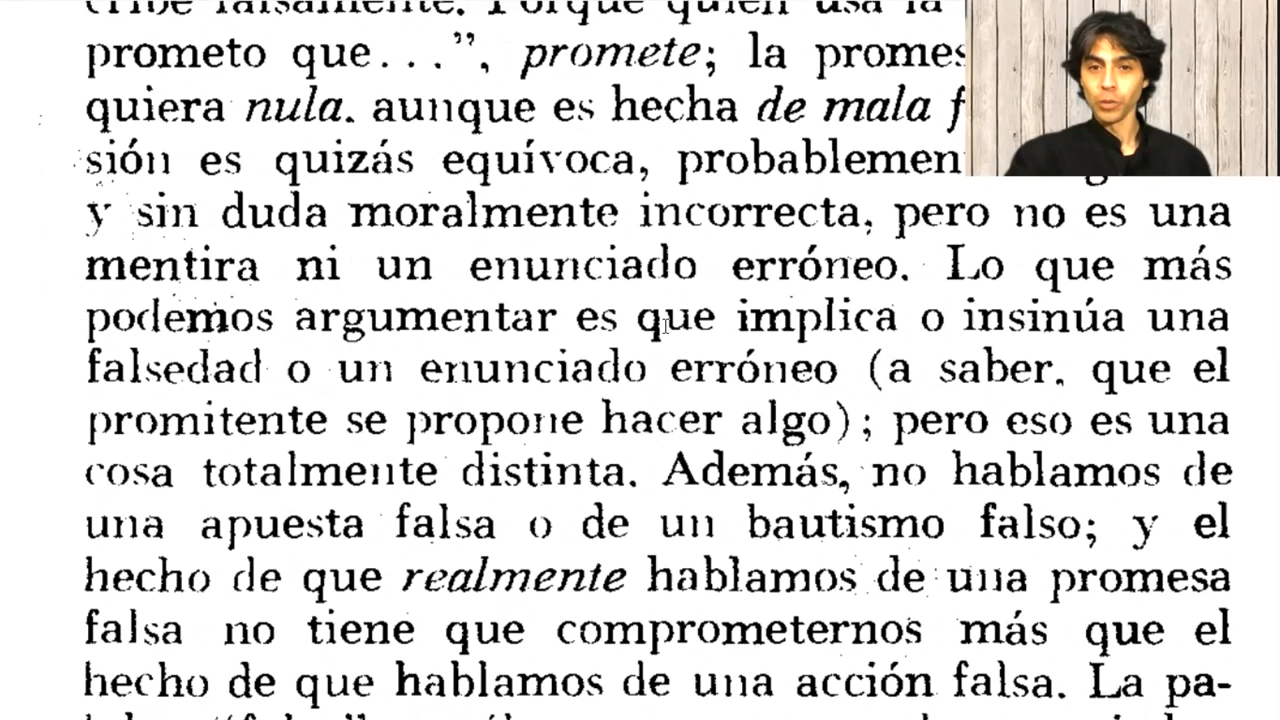 prometo que...”, promete; la
quiera nula. aunque es hecha de mala
sión es quizás equívoca,
y sin duda moralmente incorrecta, pero no es una
mentira ni un enunciado erróneo. Lo que más
podemos argumentar es que implica o insinúa una
falsedad o un enunciado erróneo (a saber, que el
promitente se propone hacer algo); pero eso es una
cosa totalmente distinta. Además, no hablamos de
una apuesta falsa o de un bautismo falso; y el
hecho de que realmente hablamos de una promesa
falsa no tiene que comprometernos más que el
hecho de que hablamos de una acción falsa. La pa-